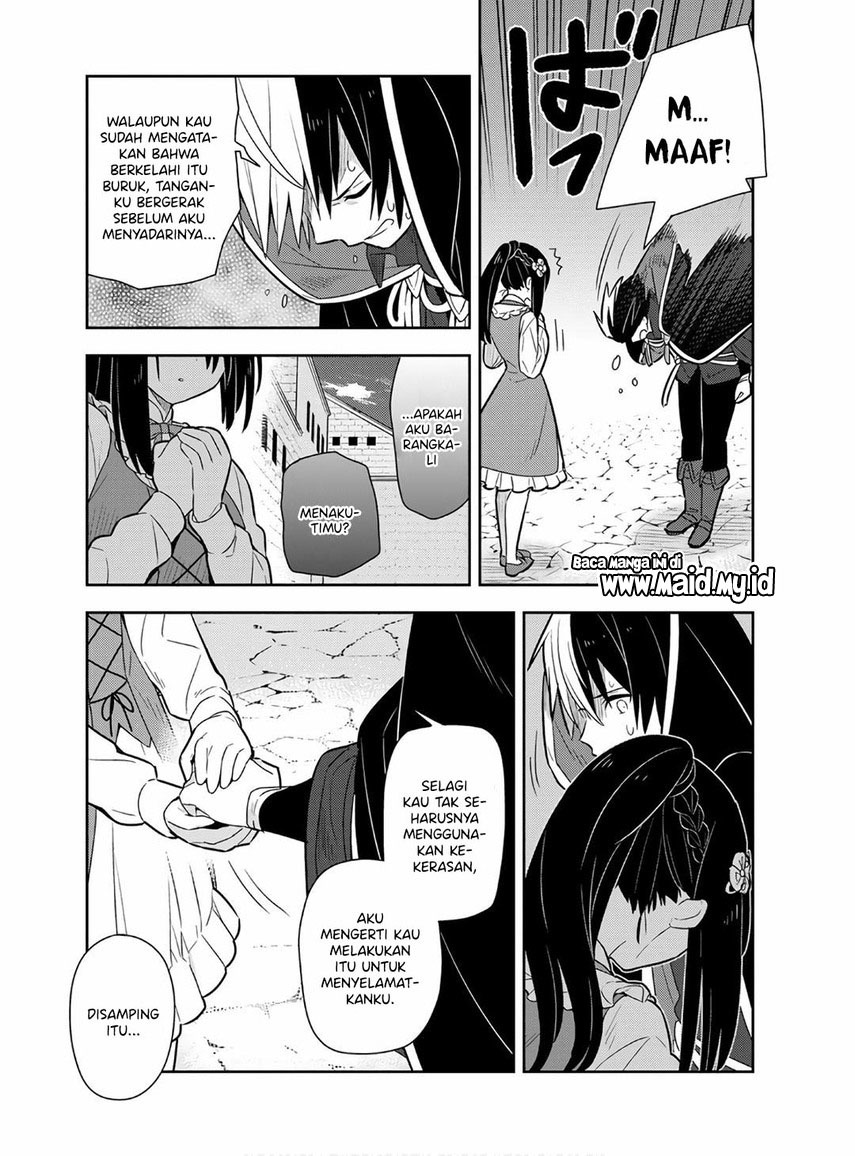 M...
MAAF!
ばっ
WALAUPUN KAU
SUDAH MENGATA-
KAN BAHWA
BERKELAHI ITU
BURUK, TANGAN-
KU BERGERAK
SEBELUM AKU
MENYADARINYA...
...APAKAH
AKU BA-
RANGKA-
LI
MENAKU-
TIMU?
Baca Manga ini di
www.Maid.My.id
SELAGI
KAU TAK SE-
HARUSNYA
MENGGUNA-
KAN KE-
KERASAN,
AKU
MENGERTI KAU
MELAKUKAN
ITU UNTUK
MENYELAMAT-
KANKU.
DISAMPING
ITU...